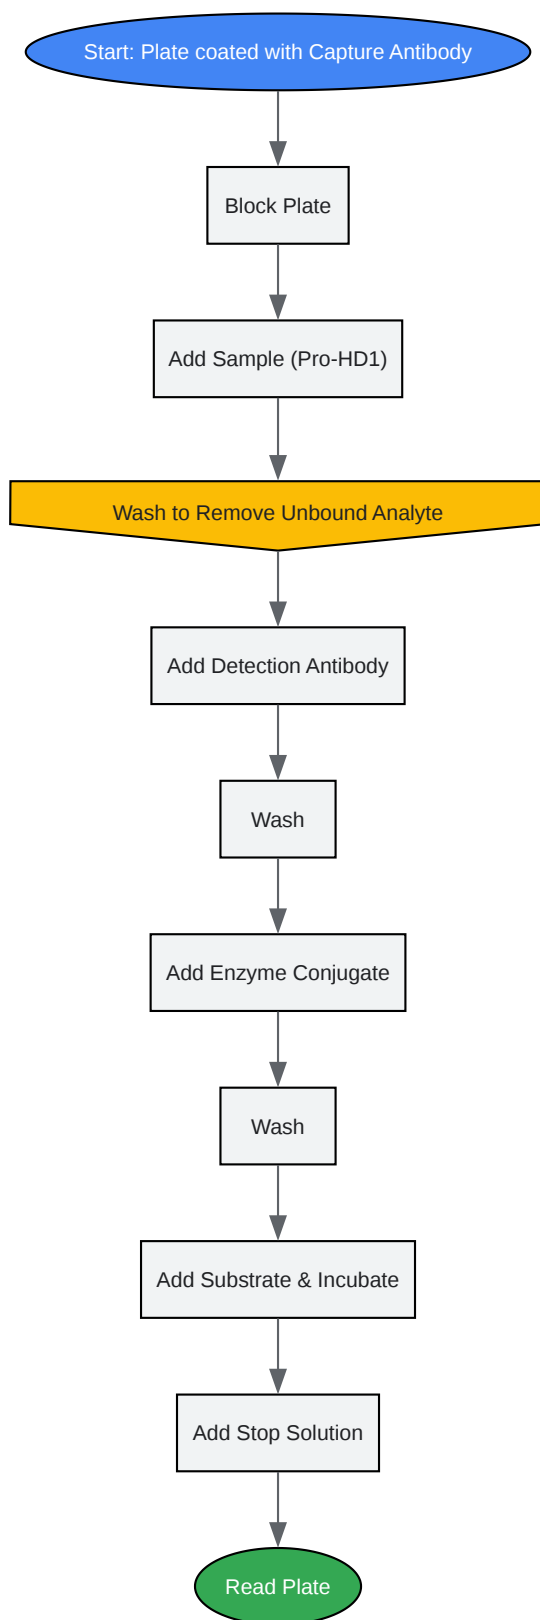 Start: Plate coated with Capture Antibody
Block Plate
Add Sample (Pro-HD1)
Wash to Remove Unbound Analyte
Add Detection Antibody
Wash
Add Enzyme Conjugate
Wash
Add Substrate & Incubate
Add Stop Solution
Read Plate